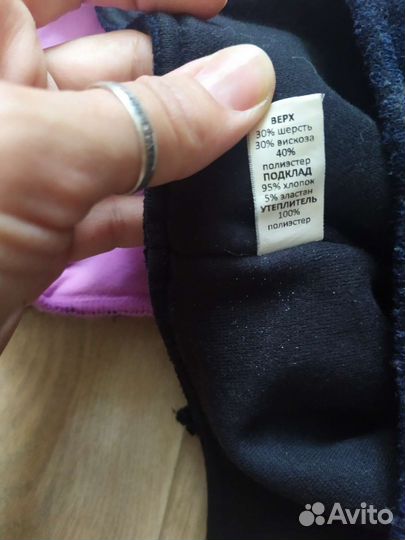 ВЕРХ
30% шерсть
30% вискоза
40%
полиэстер
ПОДКЛАД
95% хлопок
5% эластан
УТЕПЛИТЕЛЬ
100%
полиэстер
Avito